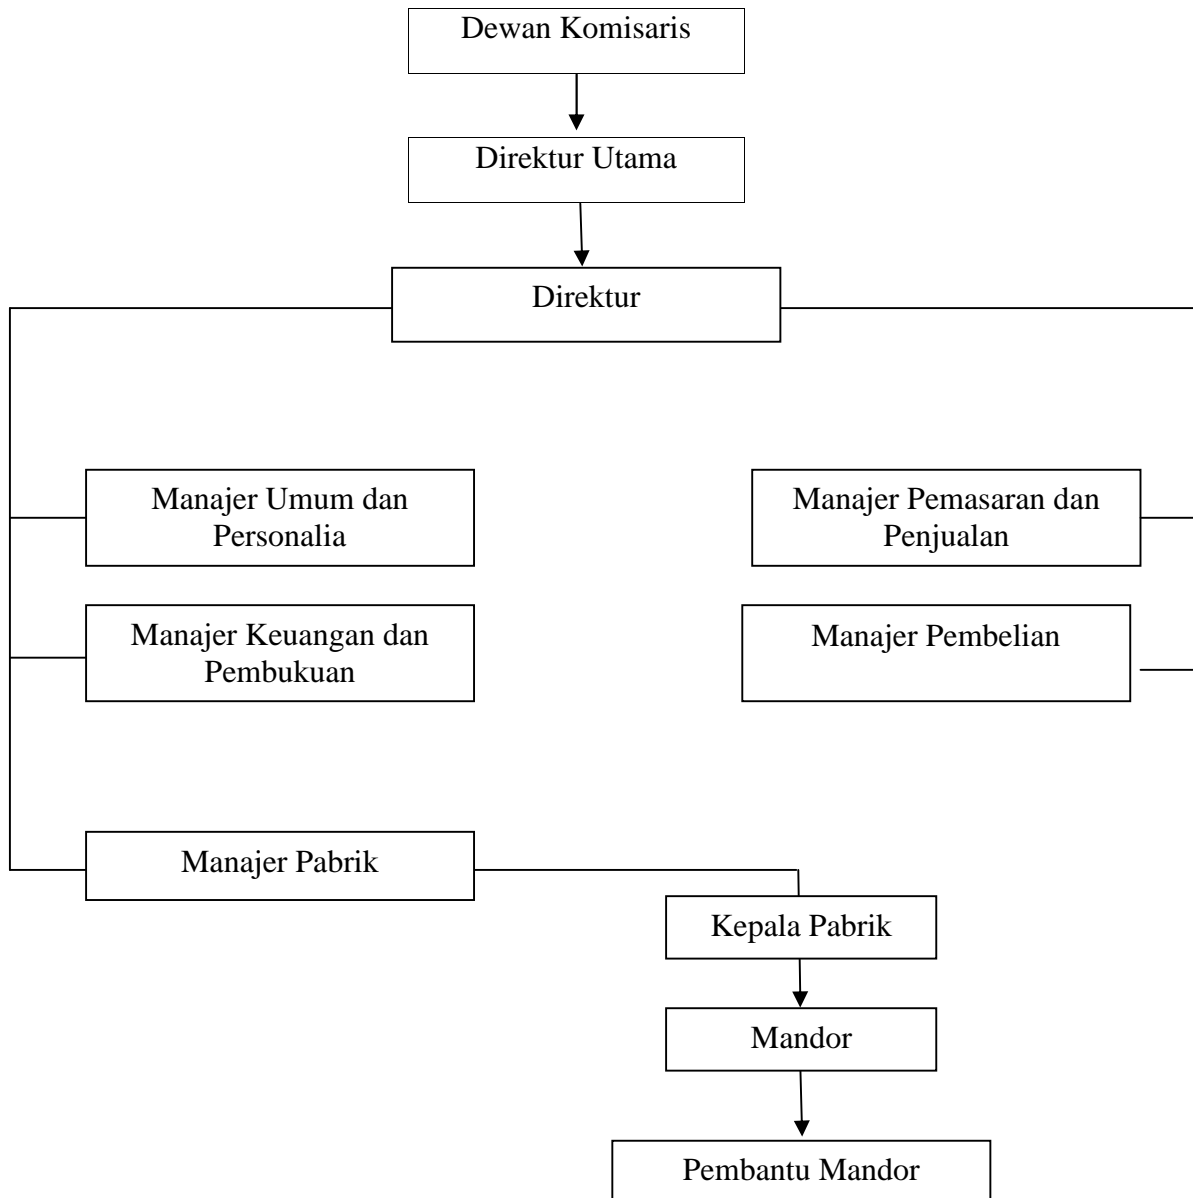 Dewan Komisaris
Direktur Utama
Direktur
Manajer Umum dan
Personalia
Manajer Pemasaran dan
Penjualan
Manajer Keuangan dan
Pembukuan
Manajer Pembelian
Manajer Pabrik
Kepala Pabrik
Mandor
Pembantu Mandor